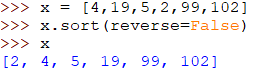 >>> x = [4,19,5,2,99,102]
>>> x.sort(reverse=False)
>>> x
[2, 4, 5, 19, 99, 102]